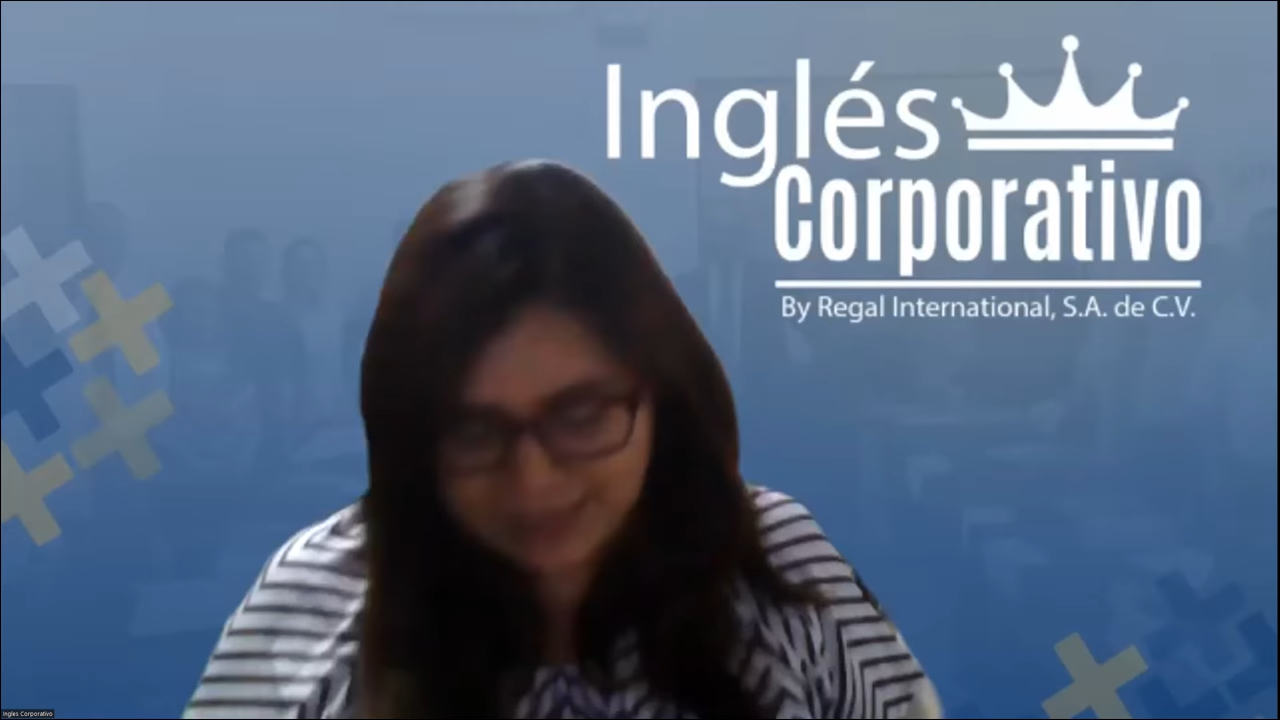 Inglés
Corporativo
By Regal International, S.A. de C.V.
Ingles Corporativo